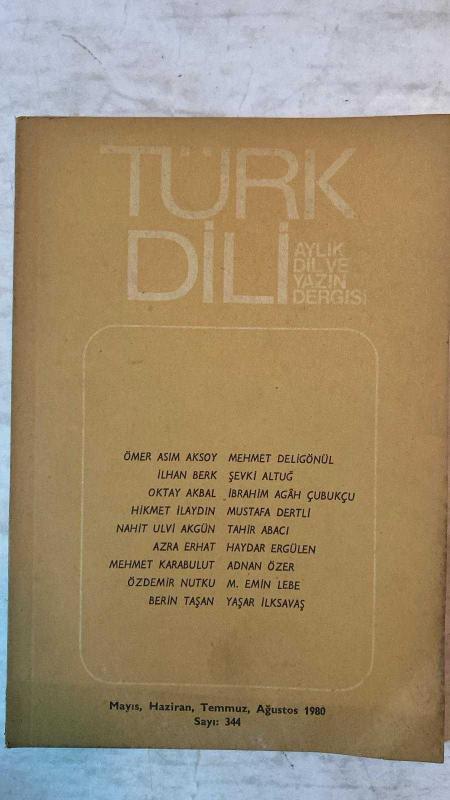 TÜRK
DİLİ
AYLIK
DİL VE
YAZIN
DERGİSİ
ÖMER ASIM AKSOY MEHMET DELİGÖNÜL
İLHAN BERK ŞEVKİ ALTUĞ
OKTAY AKBAL İBRAHİM AGÂH ÇUBUKÇU
HİKMET İLAYDIN MUSTAFA DERTLİ
NAHİT ULVİ AKGÜN TAHİR ABACI
AZRA ERHAT HAYDAR ERGÜLEN
MEHMET KARABULUT ADNAN ÖZER
ÖZDEMİR NUTKU M. EMİN LEBE
BERİN TAŞAN YAŞAR İLKSAVAŞ
Mayıs, Haziran, Temmuz, Ağustos 1980
Sayı: 344